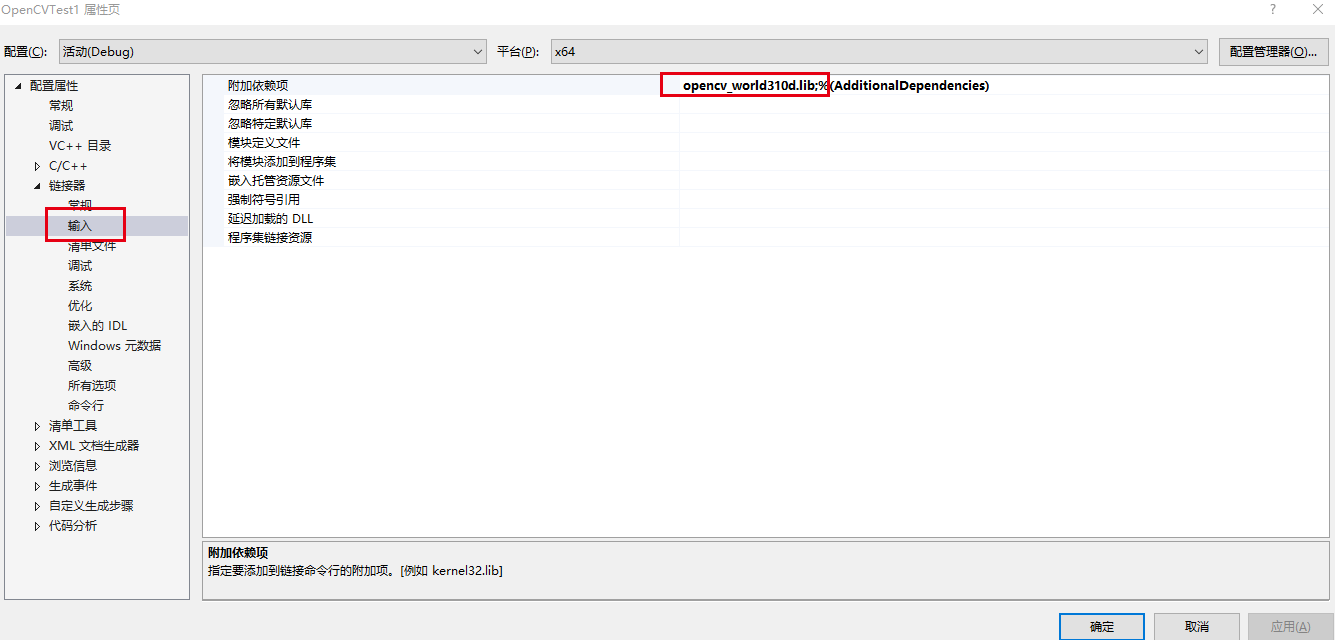 OpenCVTest1 属性页
?
配置(C): 活动(Debug) 平台(P): x64 配置管理器(O)...
配置属性
常规
调试
VC++ 目录
C/C++
链接器
常规
输入
清单文件
调试
系统
优化
嵌入的 IDL
Windows 元数据
高级
所有选项
命令行
清单工具
XML 文档生成器
浏览信息
生成事件
自定义生成步骤
代码分析
附加依赖项 opencv_world310d.lib;%(AdditionalDependencies)
忽略所有默认库
忽略特定默认库
模块定义文件
将模块添加到程序集
嵌入托管资源文件
强制符号引用
延迟加载的 DLL
程序集链接资源
附加依赖项
指定要添加到链接命令行的附加项。[例如 kernel32.lib]
确定 取消 应用(A)